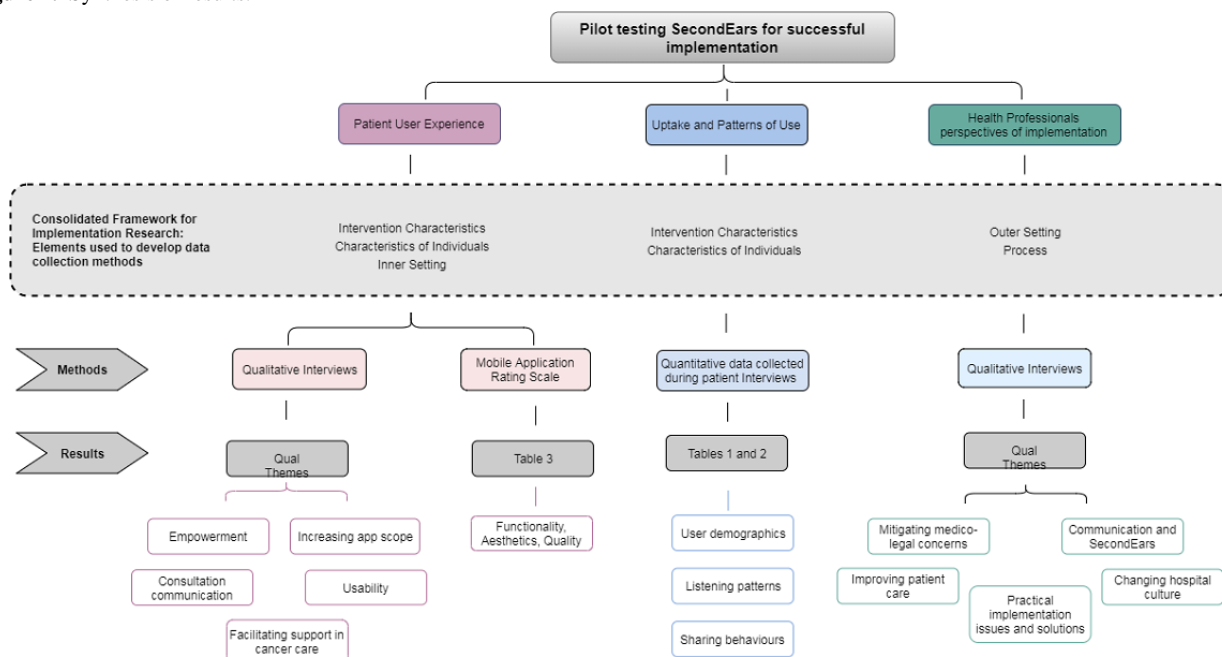 Pilot testing SecondEars for successful
implementation
Patient User Experience
Uptake and Patterns of Use
Health Professionals
perspectives of implementation
Consolidated Framework for
Implementation Research:
Elements used to develop data
collection methods
Intervention Characteristics
Characteristics of Individuals
Inner Setting
Intervention Characteristics
Characteristics of Individuals
Outer Setting
Process
Methods
Qualitative Interviews
Mobile Application
Rating Scale
Quantitative data collected
during patient Interviews
Qualitative Interviews
Results
Qual
Themes
Table 3
Tables 1 and 2
Qual
Themes
Empowerment
Increasing app scope
Consultation
communication
Usability
Facilitating support in
cancer care
Functionality,
Aesthetics, Quality
User demographics
Listening patterns
Sharing behaviours
Mitigating medico-
legal concerns
Communication and
SecondEars
Improving patient
care
Changing hospital
culture
Practical
implementation
issues and solutions